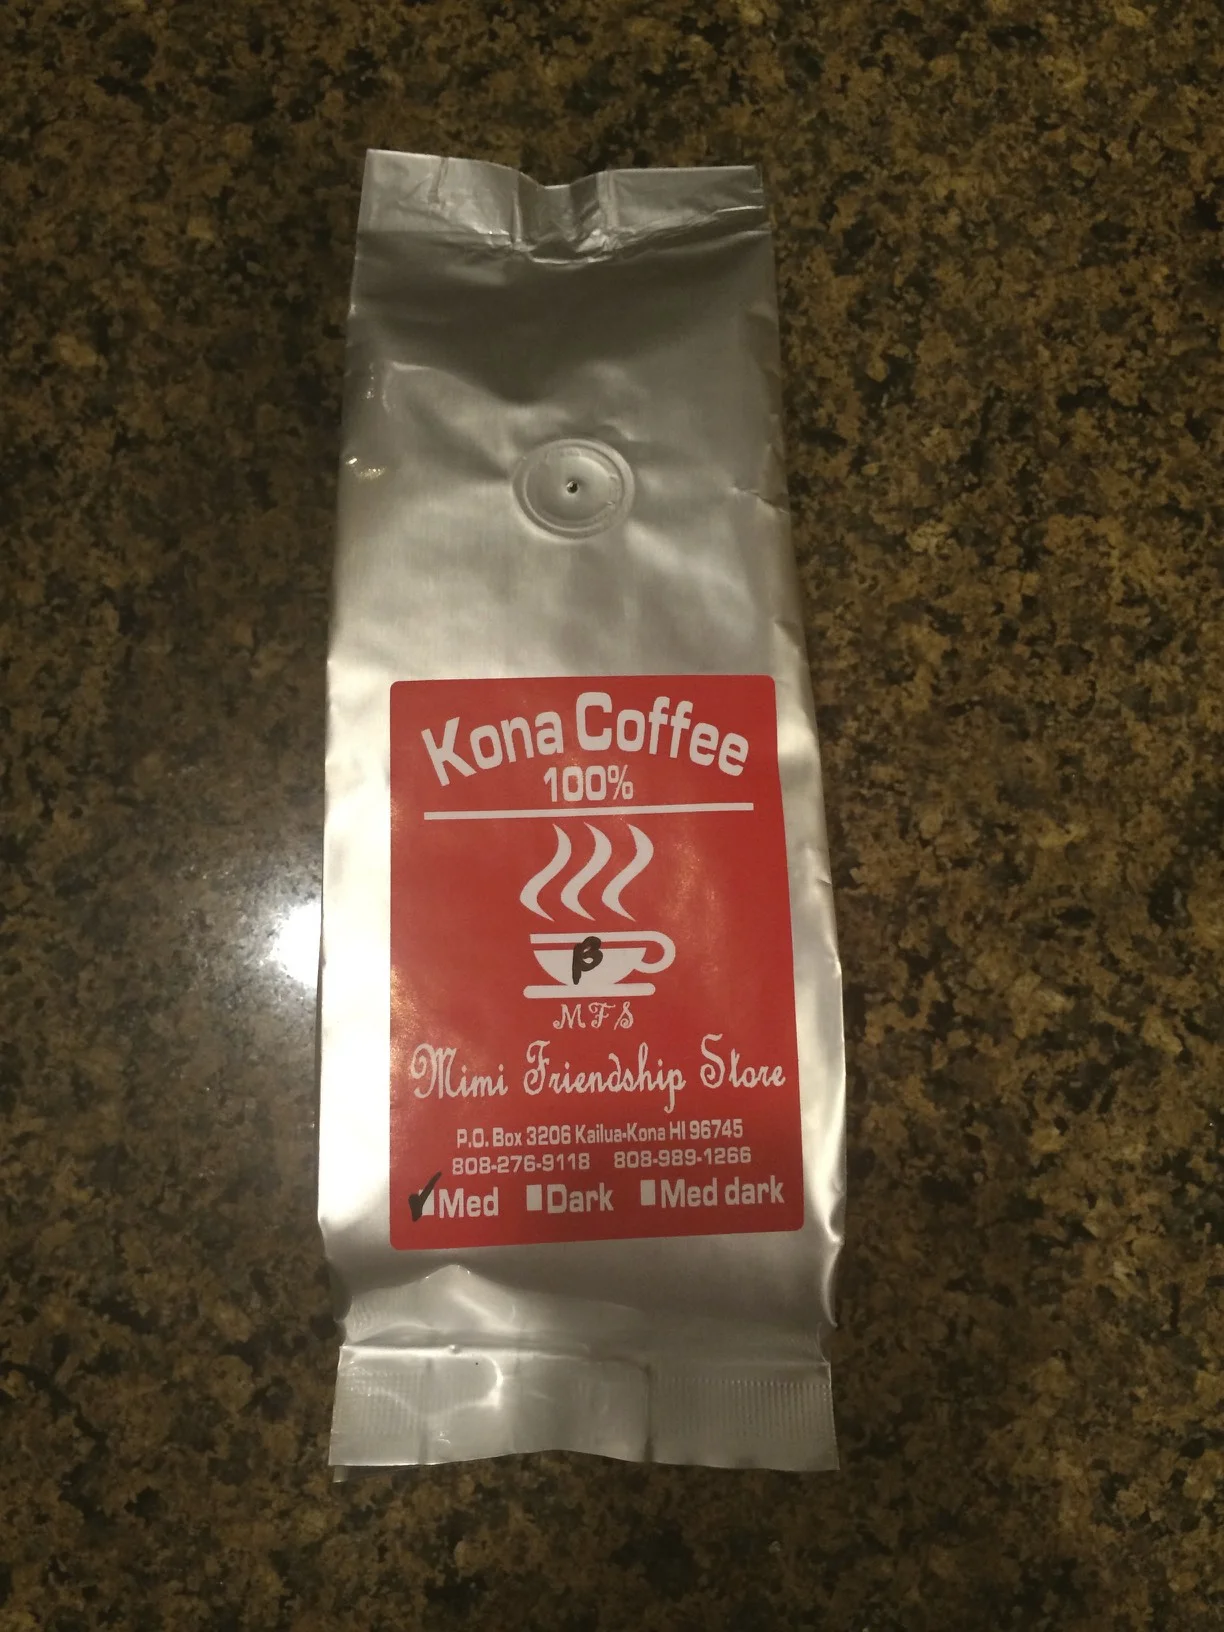 Kona Coffee
100%
β
MFS
Mimi Friendship Store
P.O. Box 3206 Kailua-Kona HI 96745
808-276-9118 808-989-1266
✓Med Dark Med dark